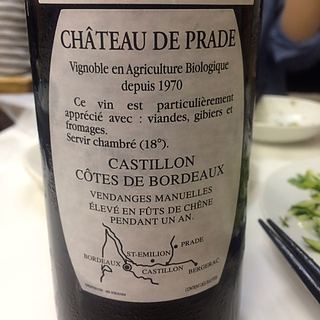 CHÂTEAU DE PRADE
Vignoble en Agriculture Biologique
depuis 1970
Ce vin est particulièrement
apprécié avec : viandes, gibiers et
fromages.
Servir chambré (18°).
CASTILLON
CÔTES DE BORDEAUX
VENDANGES MANUELLES
ÉLEVÉ EN FÛTS DE CHÊNE
PENDANT UN AN.
PRADE
ST-EMILION
BORDEAUX
CASTILLON
BERGERAC